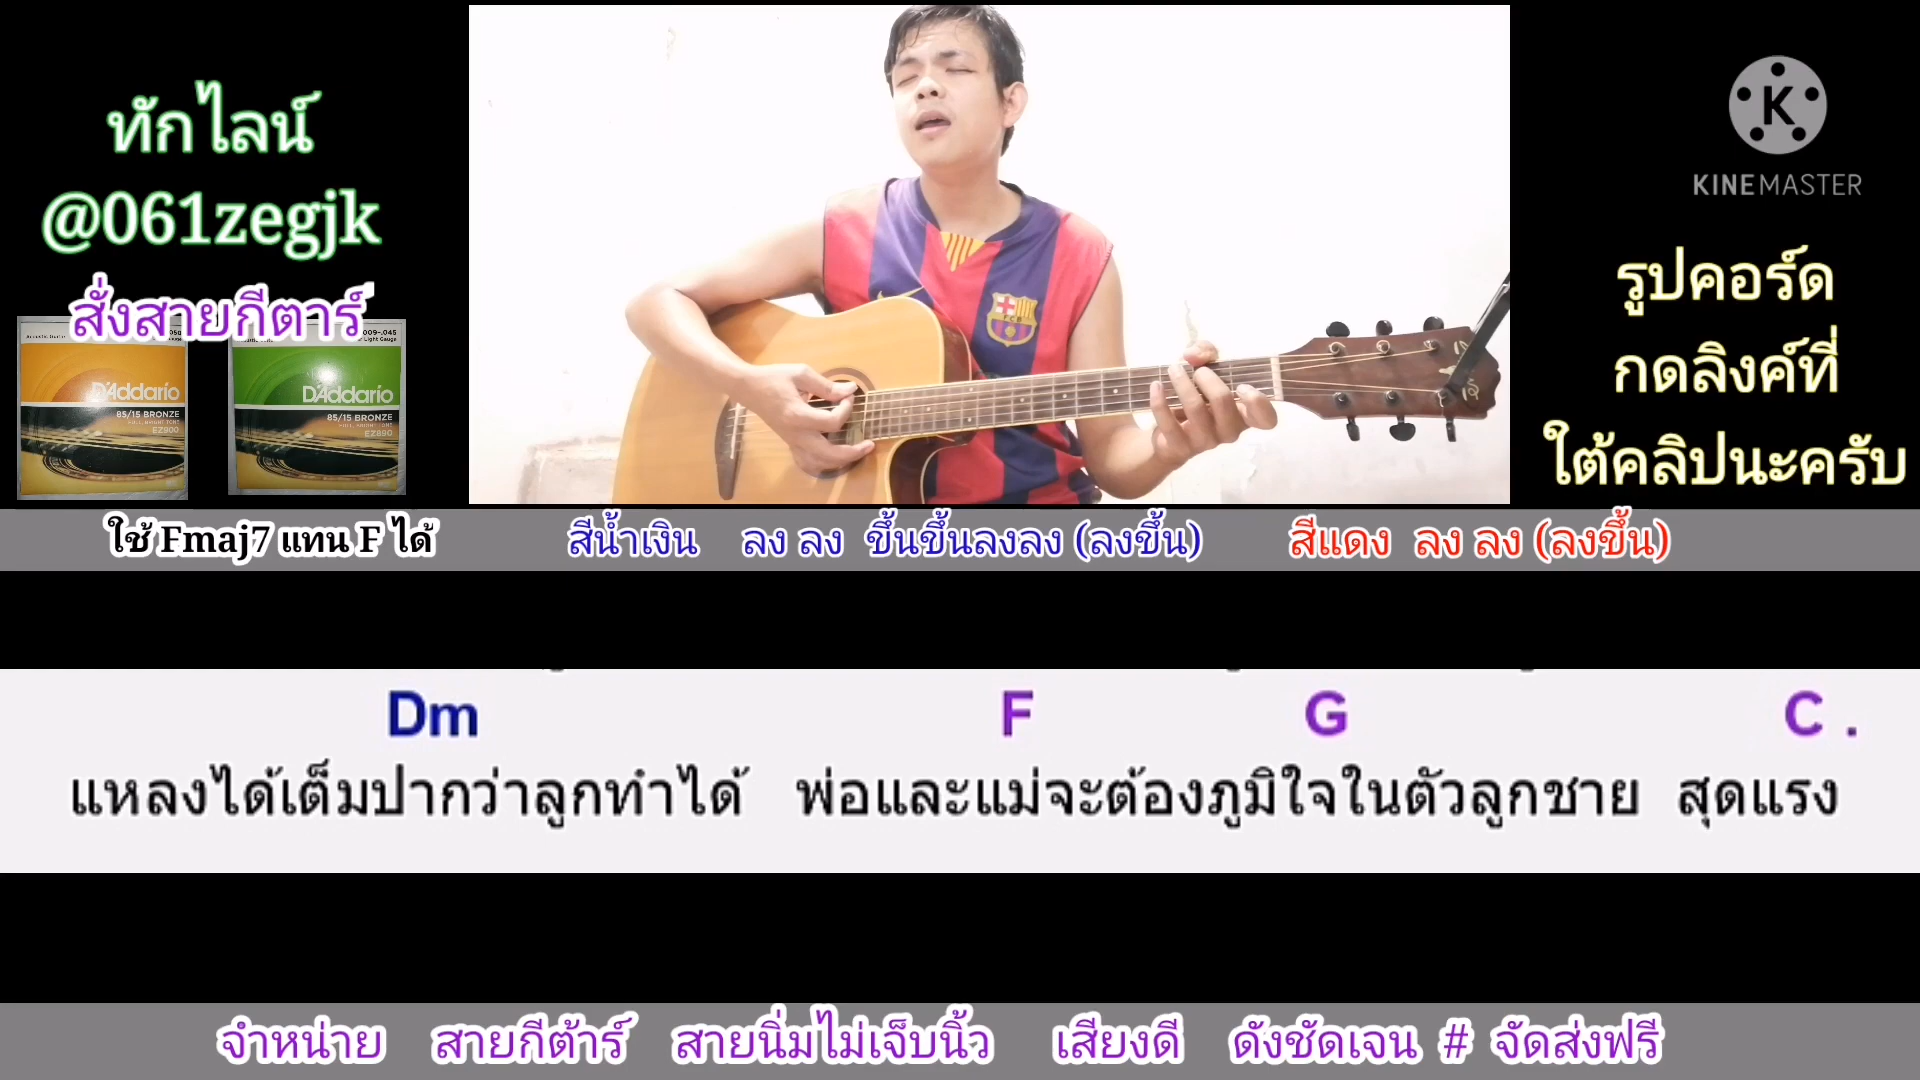 ทักไลน์
@061zegjk
สั่งสายกีตาร์
D'Addario
85/15 BRONZE
EZ900
009-.045
Light Gauge
D'Addario
85/15 BRONZE
EZ890
KINEMASTER
รูปคอร์ด
กดลิงค์ที่
ใต้คลิปนะครับ
ใช้ Fmaj7 แทน F ได้
สีน้ำเงิน ลง ลง ขึ้นขึ้นลงลง (ลงขึ้น)
สีแดง ลง ลง (ลงขึ้น)
Dm F G C .
แหลงได้เต็มปากว่าลูกทำได้ พ่อและแม่จะต้องภูมิใจในตัวลูกชาย สุดแรง
จำหน่าย สายกีต้าร์ สายนิ่มไม่เจ็บนิ้ว เสียงดี ดังชัดเจน # จัดส่งฟรี